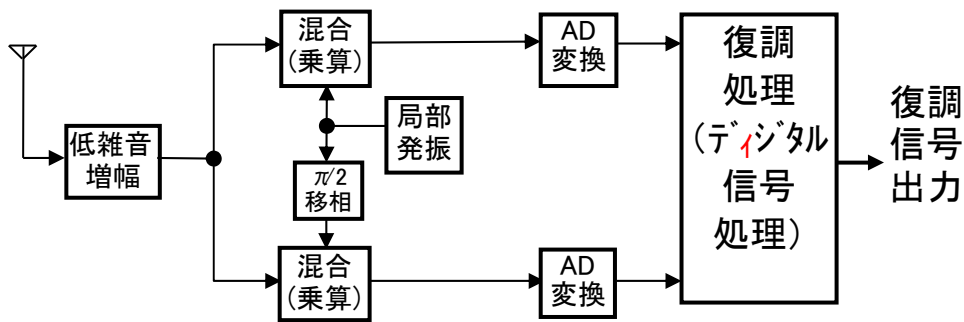 混合
(乗算)
AD
変換
復調
処理
(ディジタル
信号
処理)
低雑音
増幅
局部
発振
π/2
移相
復調
信号
出力
混合
(乗算)
AD
変換